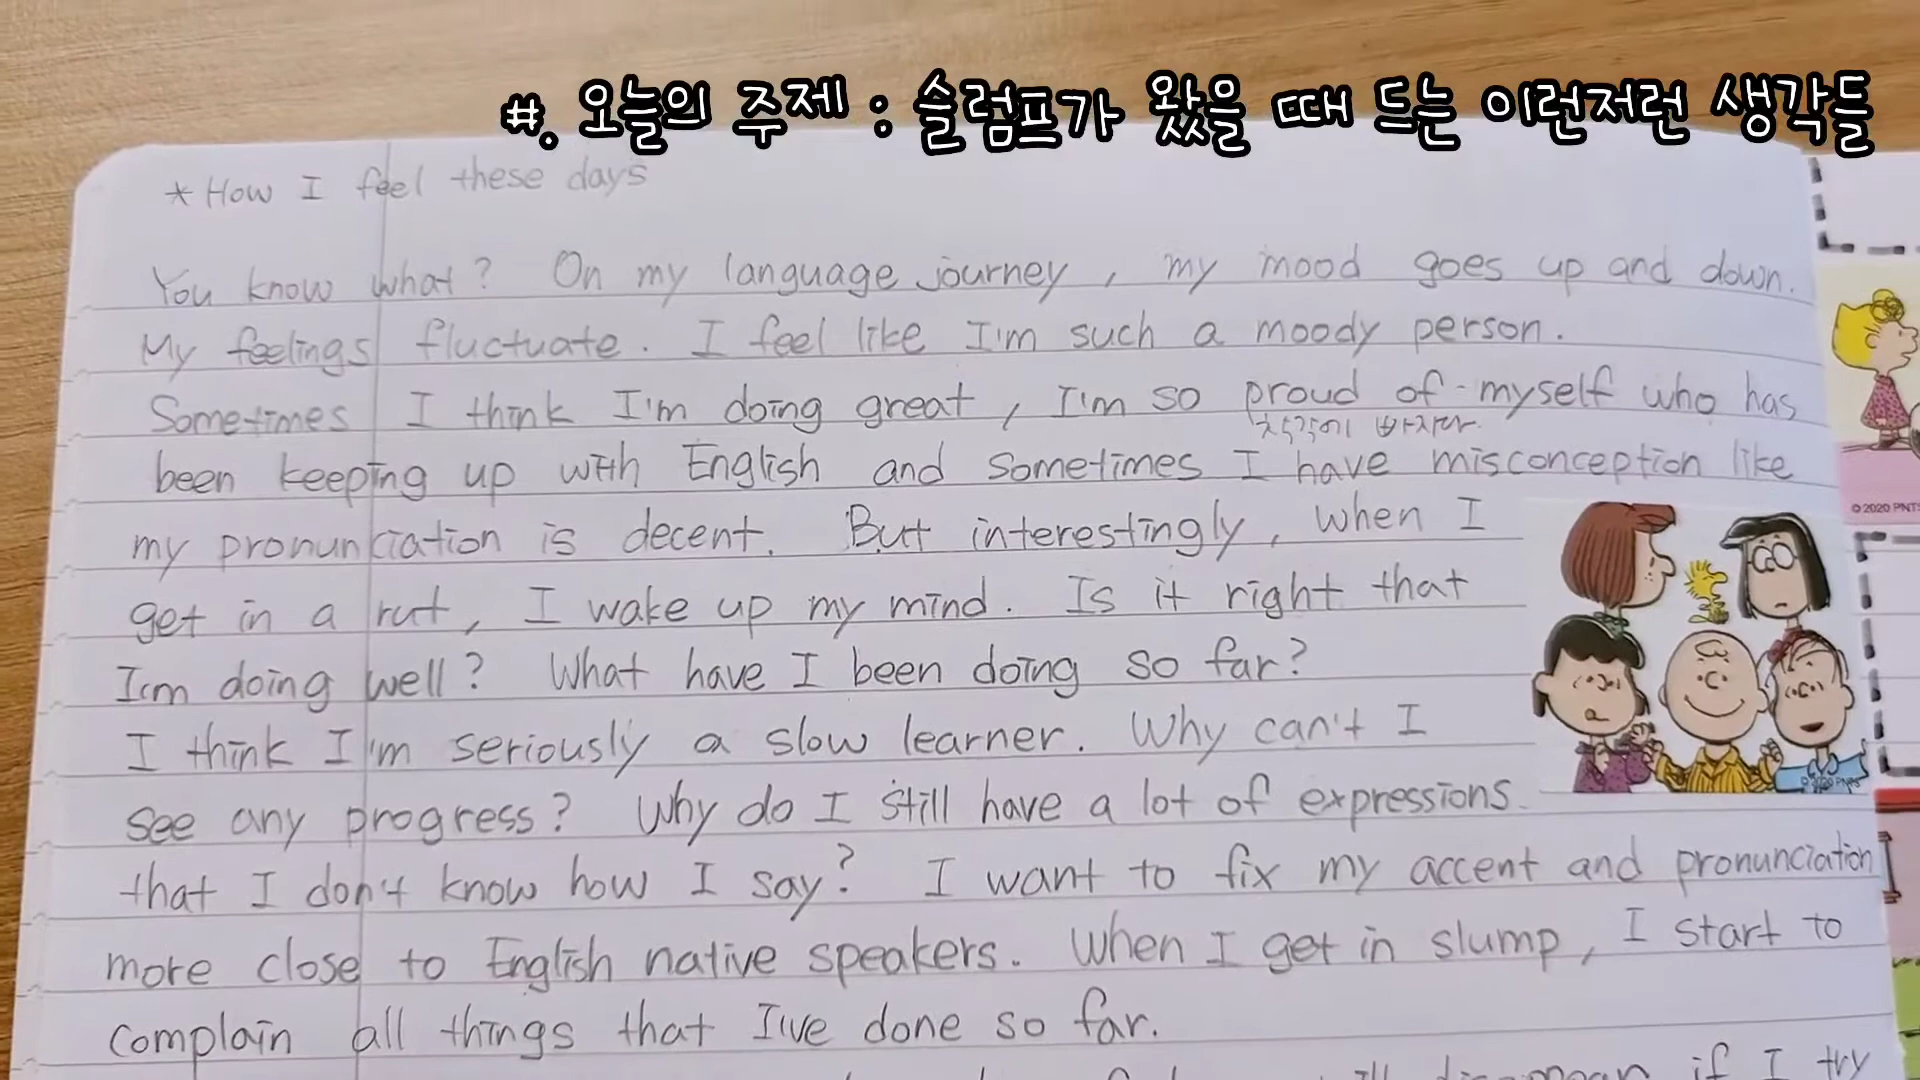 #. 오늘의 주제 : 슬럼프가 왔을 때 드는 이런저런 생각들
* How I feel these days
You know what? On my language journey, my mood goes up and down.
My feelings fluctuate. I feel like I'm such a moody person.
Sometimes I think I'm doing great, I'm so proud of myself who has
착각에 빠지다.
been keeping up with English and sometimes I have misconception like
my pronunciation is decent. But interestingly, when I
get in a rut, I wake up my mind. Is it right that
I'm doing well? What have I been doing so far?
I think I'm seriously a slow learner. Why can't I
see any progress? Why do I still have a lot of expressions
that I don't know how I say? I want to fix my accent and pronunciation
more close to English native speakers. When I get in slump, I start to
complain all things that I've done so far.
if I try
© 2020 PNTS
© 2020 PNTS